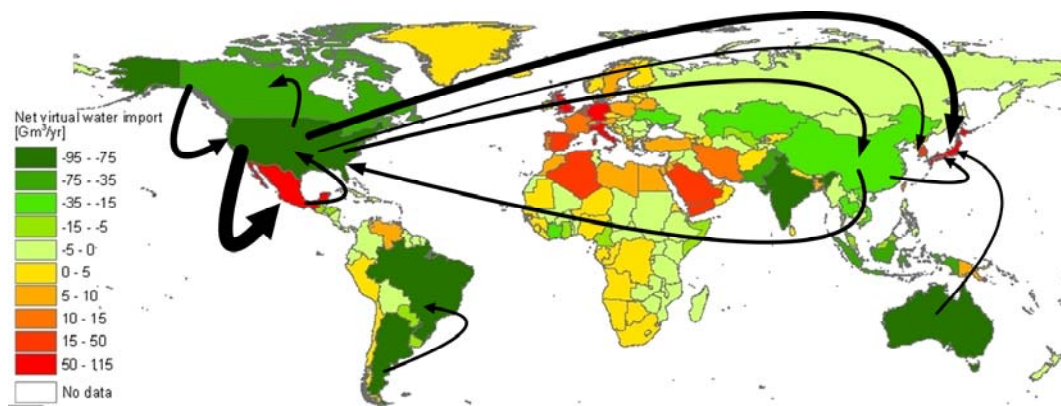 Net virtual water import
[Gm³/yr]
-95 - -75
-75 - -35
-35 - -15
-15 - -5
-5 - 0
0 - 5
5 - 10
10 - 15
15 - 50
50 - 115
No data